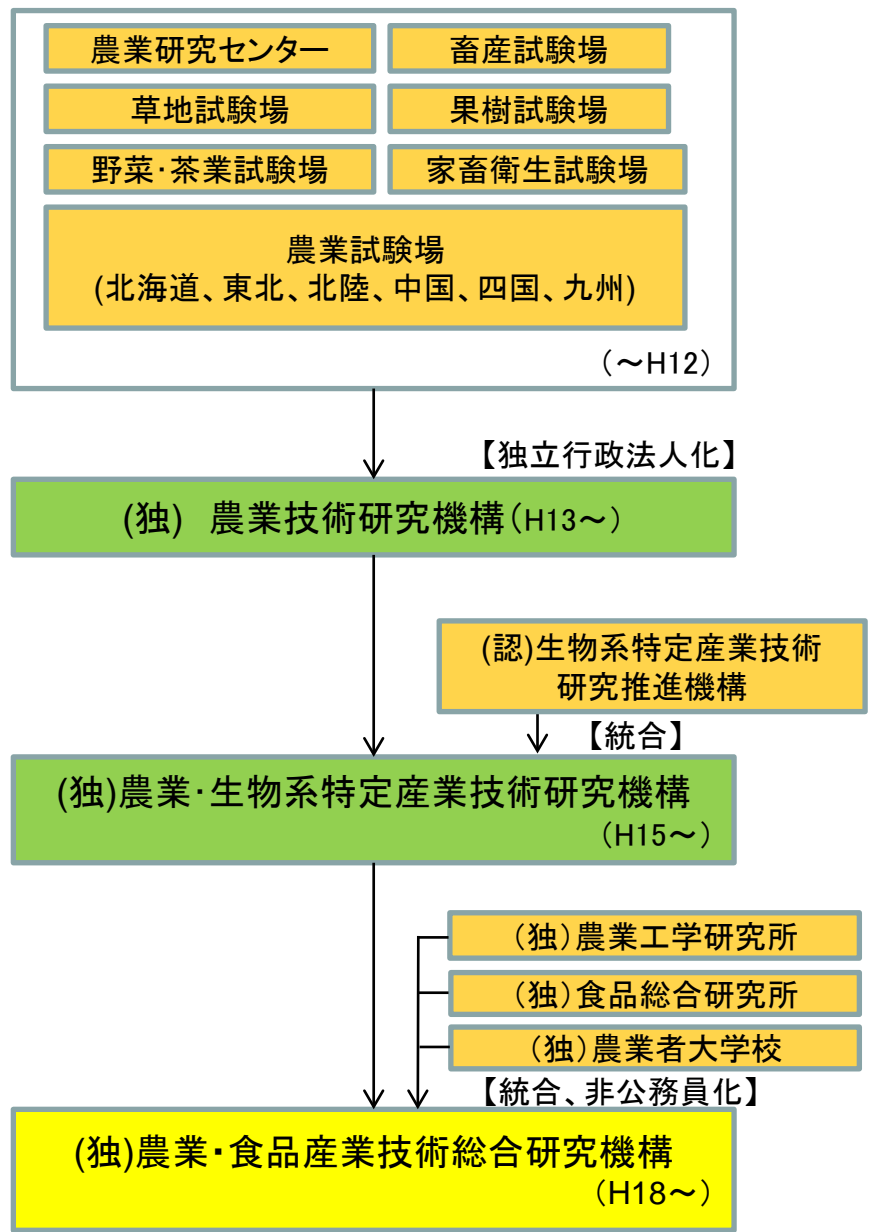 農業研究センター
畜産試験場
草地試験場
果樹試験場
野菜・茶業試験場
家畜衛生試験場
農業試験場
(北海道、東北、北陸、中国、四国、九州)
(～H12)
【独立行政法人化】
(独)　農業技術研究機構(H13～)
(認)生物系特定産業技術
研究推進機構
【統合】
(独)農業・生物系特定産業技術研究機構
(H15～)
(独)農業工学研究所
(独)食品総合研究所
(独)農業者大学校
【統合、非公務員化】
(独)農業・食品産業技術総合研究機構
(H18～)